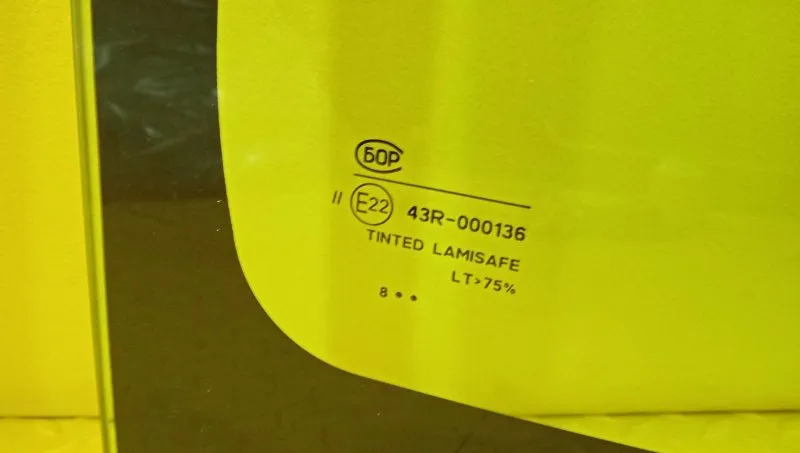 БОР
II E22 43R-000136
TINTED LAMISAFE
LT>75%
8 • •